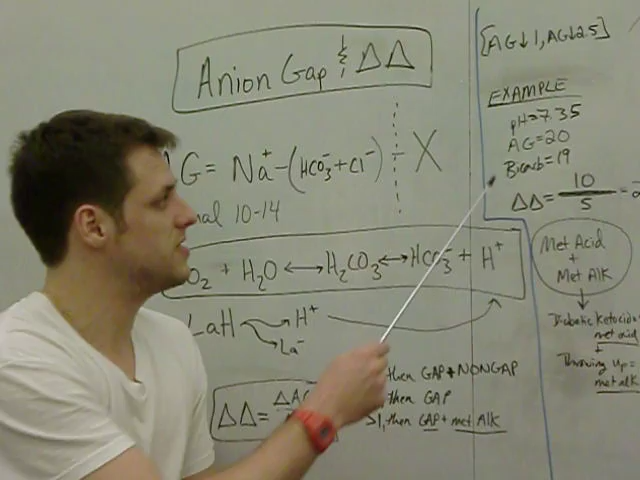 Anion Gap & ΔΔ
G = Na⁺ - (HCO₃⁻ + Cl⁻) - X
10-14
O₂ + H₂O ↔ H₂CO₃ ↔ HCO₃⁻ + H⁺
LaH → H⁺
La⁻
ΔΔ =
then GAP + NONGAP
then GAP
>1, then GAP + met Alk
[AG↓1, AG↓2.5]
EXAMPLE
pH=7.35
AG=20
Bicarb=19
ΔΔ = 10/5 =
Met Acid
+
Met Alk
Diabetic
met acid
+
Throwing up =
met alk